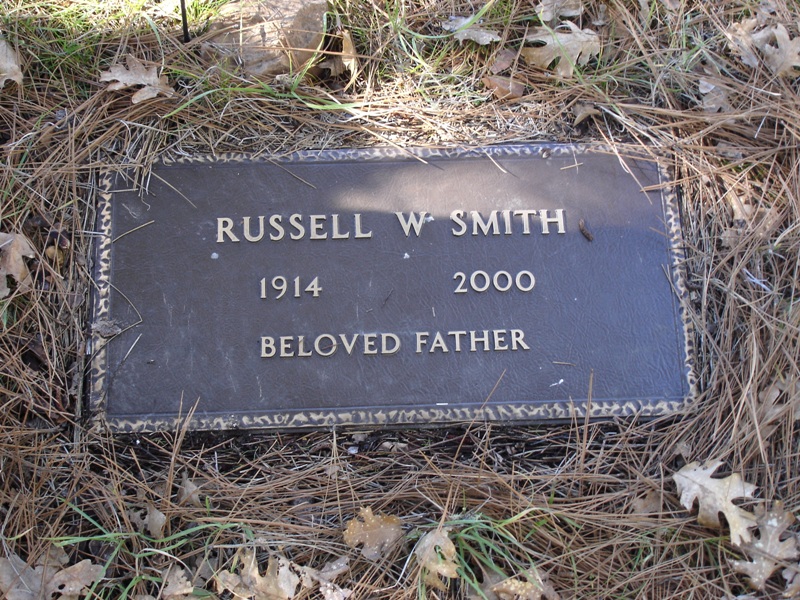 RUSSELL W SMITH
1914 2000
BELOVED FATHER